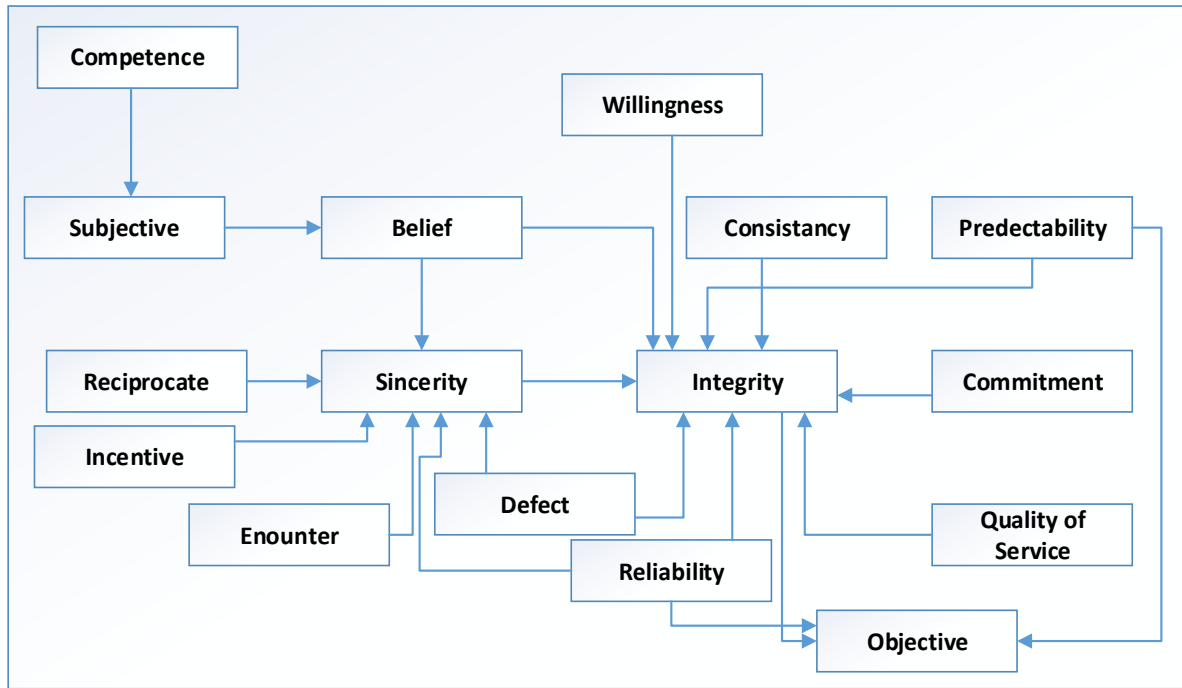 Competence
Willingness
Subjective
Belief
Consistancy
Predectability
Reciprocate
Sincerity
Integrity
Commitment
Incentive
Defect
Enounter
Quality of
Service
Reliability
Objective